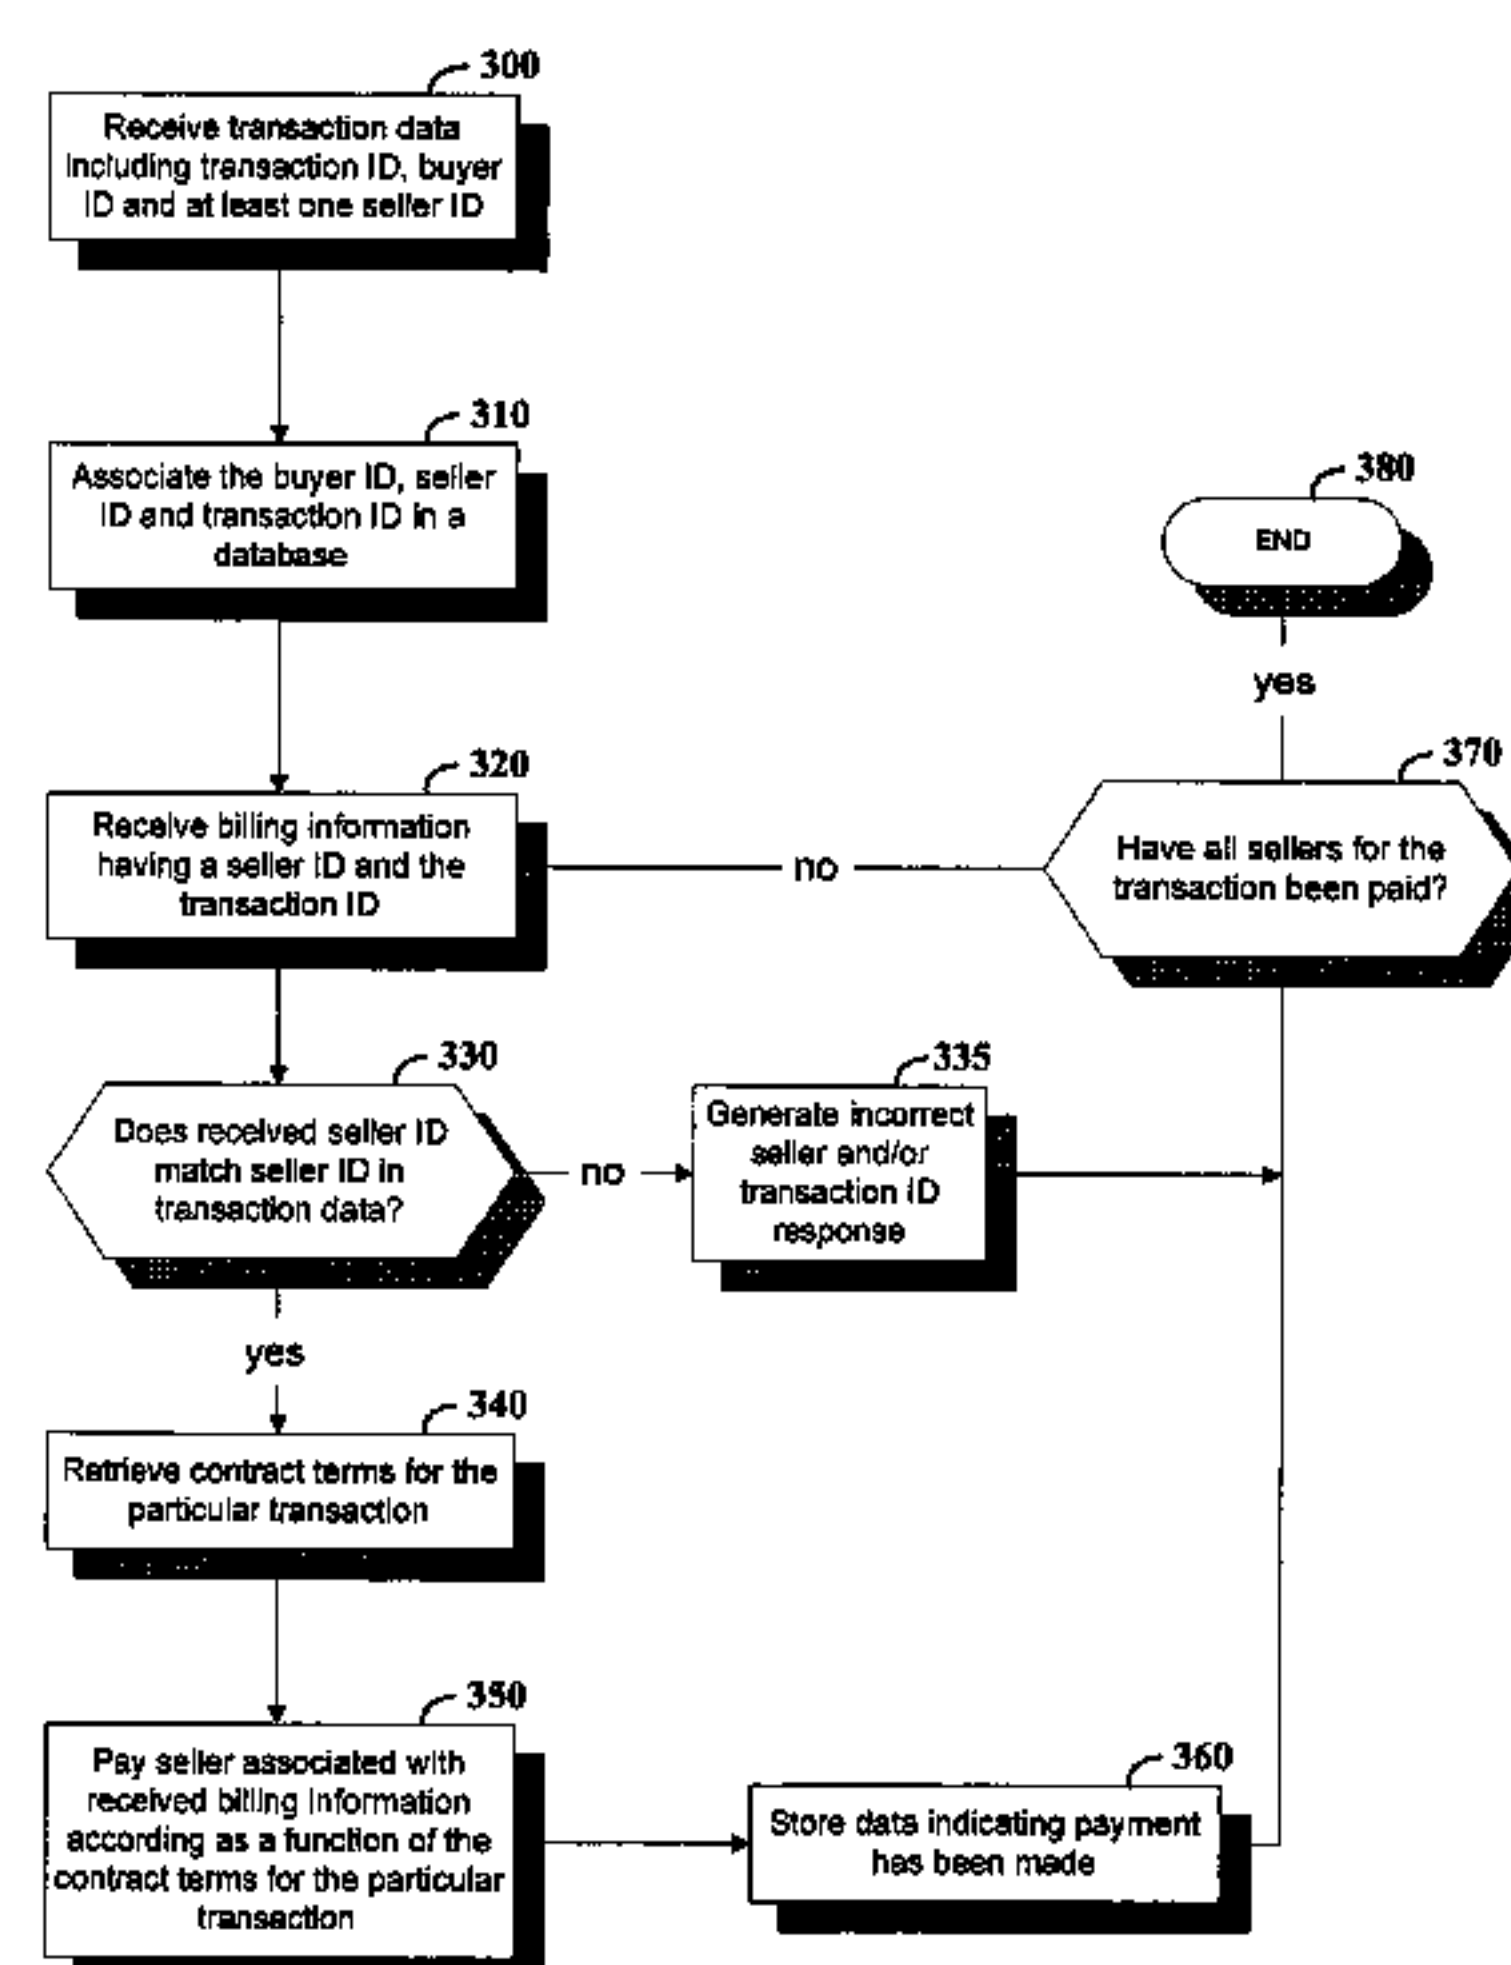 300
Receive transaction data
including transaction ID, buyer
ID and at least one seller ID
310
Associate the buyer ID, seller
ID and transaction ID in a
database
380
END
yes
320
Receive billing information
having a seller ID and the
transaction ID
no
370
Have all sellers for the
transaction been paid?
330
Does received seller ID
match seller ID in
transaction data?
no
335
Generate incorrect
seller and/or
transaction ID
response
yes
340
Retrieve contract terms for the
particular transaction
350
Pay seller associated with
received billing information
according as a function of the
contract terms for the particular
transaction
360
Store data indicating payment
has been made